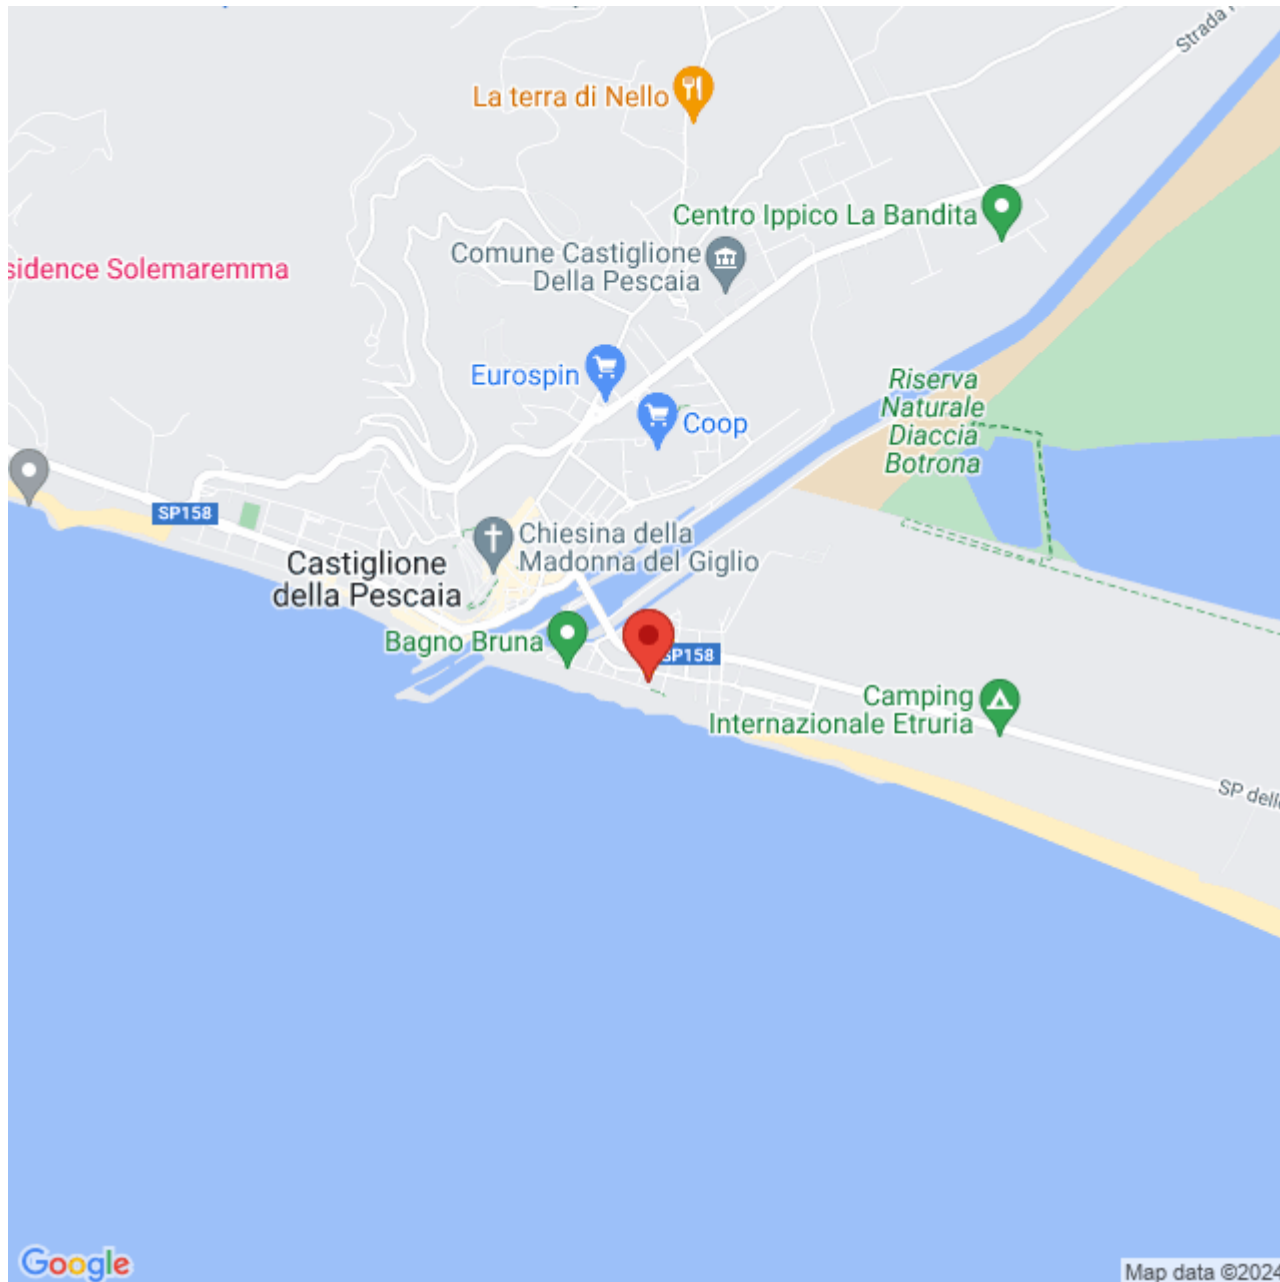 Strada
La terra di Nello
Centro Ippico La Bandita
Comune Castiglione
Della Pescaia
sidence Solemaremma
Eurospin
Coop
Riserva
Naturale
Diaccia
Botrona
SP158
Chiesina della
Madonna del Giglio
Castiglione
della Pescaia
Bagno Bruna
SP158
Camping
Internazionale Etruria
SP delle
Google
Map data ©2024